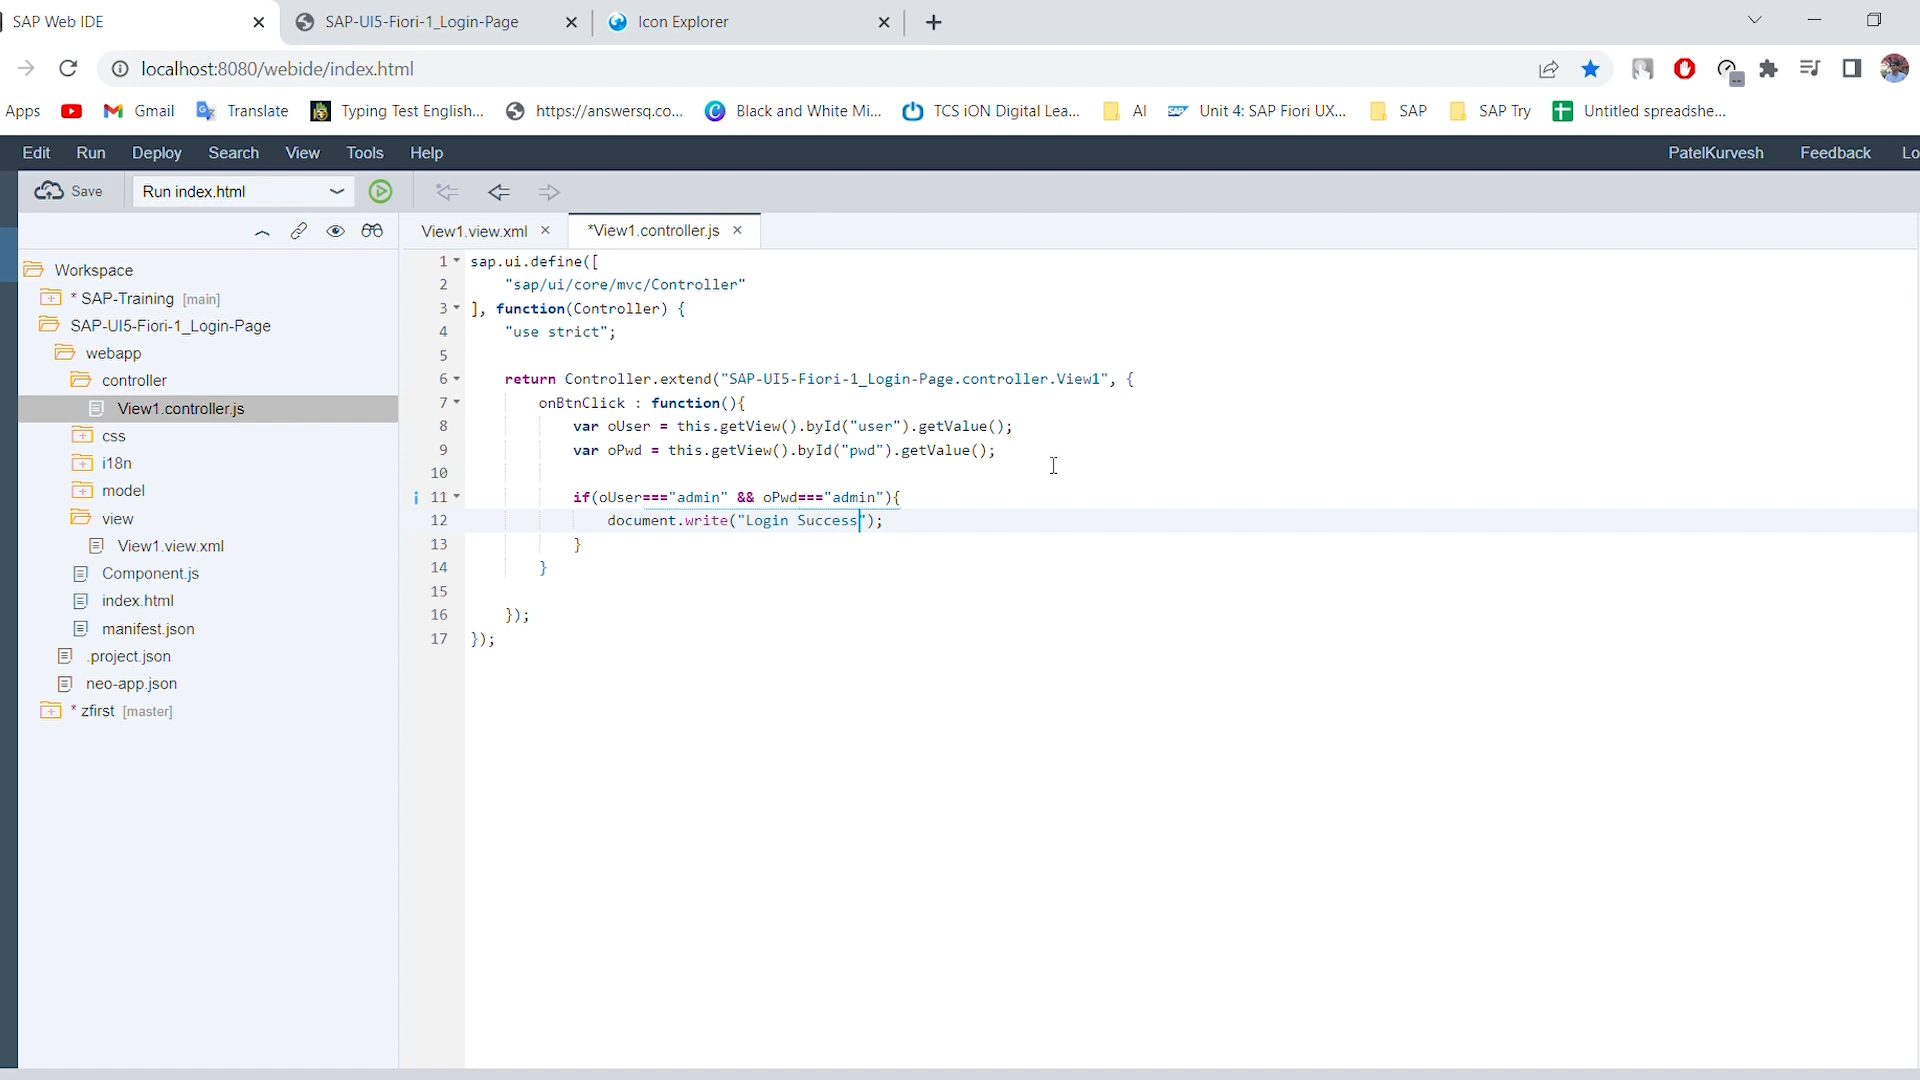 SAP Web IDE
SAP-UI5-Fiori-1_Login-Page
Icon Explorer
localhost:8080/webide/index.html
Apps
Gmail
Translate
Typing Test English...
https://answersq.co...
Black and White Mi...
TCS iON Digital Lea...
AI
SAP
Unit 4: SAP Fiori UX...
SAP
SAP Try
Untitled spreadshe...
Edit Run Deploy Search View Tools Help
PatelKurvesh Feedback Lo
Save
Run index.html
View1.view.xml
*View1.controller.js
Workspace
* SAP-Training [main]
SAP-UI5-Fiori-1_Login-Page
webapp
controller
View1.controller.js
css
i18n
model
view
View1.view.xml
Component.js
index.html
manifest.json
.project.json
neo-app.json
* zfirst [master]
1 sap.ui.define([
2 "sap/ui/core/mvc/Controller"
3 ], function(Controller) {
4 "use strict";
5
6 return Controller.extend("SAP-UI5-Fiori-1_Login-Page.controller.View1", {
7 onBtnClick : function(){
8 var oUser = this.getView().byId("user").getValue();
9 var oPwd = this.getView().byId("pwd").getValue();
10
i 11 if(oUser==="admin" && oPwd==="admin"){
12 document.write("Login Success");
13 }
14 }
15
16 });
17 });